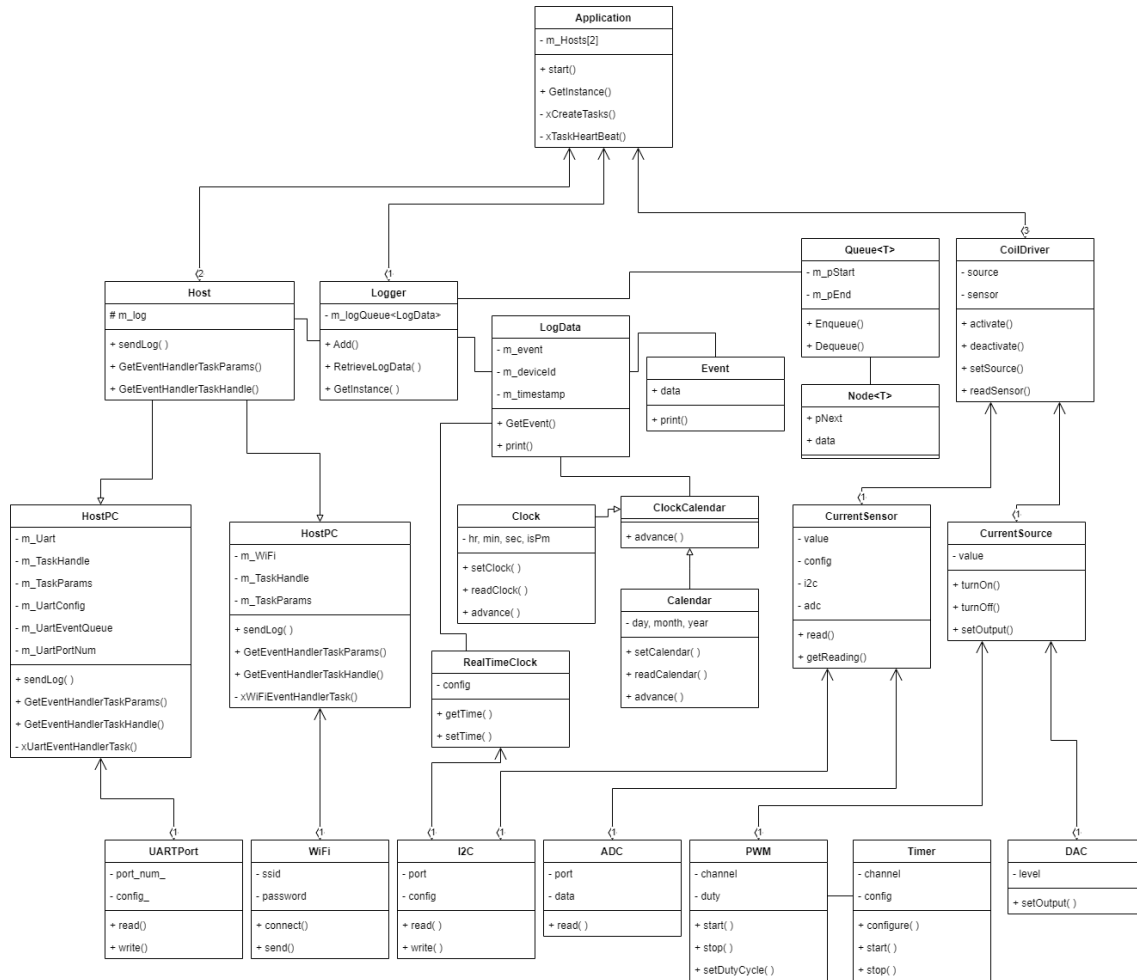 Application
- m_Hosts[2]
+ start()
+ GetInstance()
- xCreateTasks()
- xTaskHeartBeat()
2
1
3
Host
# m_log
+ sendLog( )
+ GetEventHandlerTaskParams()
+ GetEventHandlerTaskHandle()
Logger
- m_logQueue<LogData>
+ Add()
+ RetrieveLogData( )
+ GetInstance( )
LogData
- m_event
- m_deviceId
- m_timestamp
+ GetEvent()
+ print()
Event
+ data
+ print()
Queue<T>
- m_pStart
- m_pEnd
+ Enqueue()
+ Dequeue()
Node<T>
+ pNext
+ data
CoilDriver
- source
- sensor
+ activate()
+ deactivate()
+ setSource()
+ readSensor()
1
1
HostPC
- m_Uart
- m_TaskHandle
- m_TaskParams
- m_UartConfig
- m_UartEventQueue
- m_UartPortNum
+ sendLog( )
+ GetEventHandlerTaskParams()
+ GetEventHandlerTaskHandle()
- xUartEventHandlerTask()
HostPC
- m_WiFi
- m_TaskHandle
- m_TaskParams
+ sendLog( )
+ GetEventHandlerTaskParams()
+ GetEventHandlerTaskHandle()
- xWiFiEventHandlerTask()
Clock
- hr, min, sec, isPm
+ setClock( )
+ readClock( )
+ advance( )
ClockCalendar
+ advance( )
Calendar
- day, month, year
+ setCalendar( )
+ readCalendar( )
+ advance( )
RealTimeClock
- config
+ getTime( )
+ setTime( )
CurrentSensor
- value
- config
- i2c
- adc
+ read()
+ getReading()
CurrentSource
- value
+ turnOn()
+ turnOff()
+ setOutput()
1
1
1
1
1
1
1
UARTPort
- port_num_
- config_
+ read()
+ write()
WiFi
- ssid
- password
+ connect()
+ send()
I2C
- port
- config
+ read( )
+ write( )
ADC
- port
- data
+ read( )
PWM
- channel
- duty
+ start( )
+ stop( )
+ setDutyCycle( )
Timer
- channel
- config
+ configure( )
+ start( )
+ stop( )
DAC
- level
+ setOutput( )